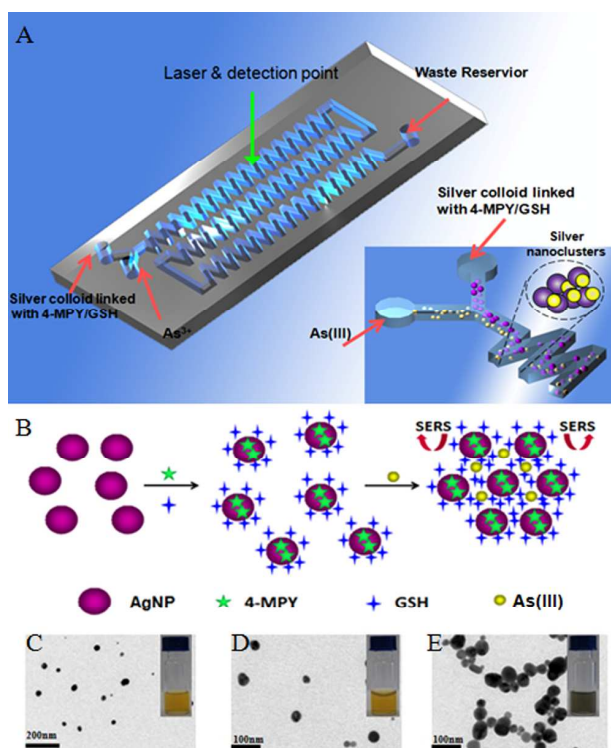 A
Laser & detection point
Waste Reservior
Silver colloid linked
with 4-MPY/GSH
As³⁺
Silver colloid linked
with 4-MPY/GSH
Silver
nanoclusters
As(III)
B
SERS
SERS
AgNP
4-MPY
GSH
As(III)
C
D
E
200nm
100nm
100nm